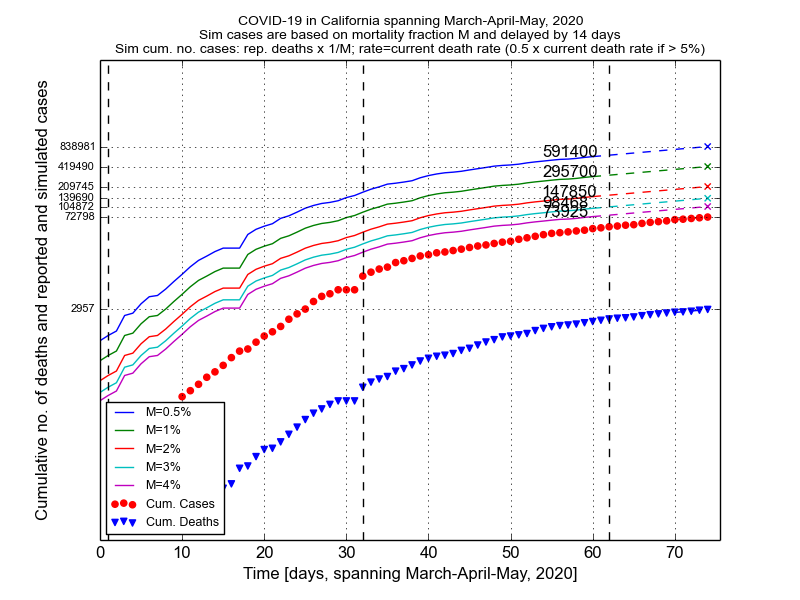 COVID-19 in California spanning March-April-May, 2020
Sim cases are based on mortality fraction M and delayed by 14 days
Sim cum. no. cases: rep. deaths x 1/M; rate=current death rate (0.5 x current death rate if > 5%)
Cumulative no. of deaths and reported and simulated cases
838981
419490
209745
139690
104872
72798
2957
591400
295700
147850
98468
73925
M=0.5%
M=1%
M=2%
M=3%
M=4%
Cum. Cases
Cum. Deaths
0 10 20 30 40 50 60 70
Time [days, spanning March-April-May, 2020]